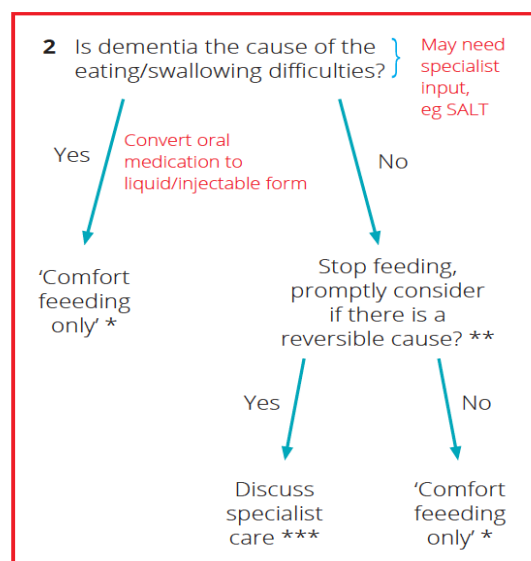 2 Is dementia the cause of the
eating/swallowing difficulties?
May need
specialist
input,
eg SALT
Yes
Convert oral
medication to
liquid/injectable form
No
‘Comfort
feeeding
only’ *
Stop feeding,
promptly consider
if there is a
reversible cause? **
Yes
No
Discuss
specialist
care ***
‘Comfort
feeeding
only’ *